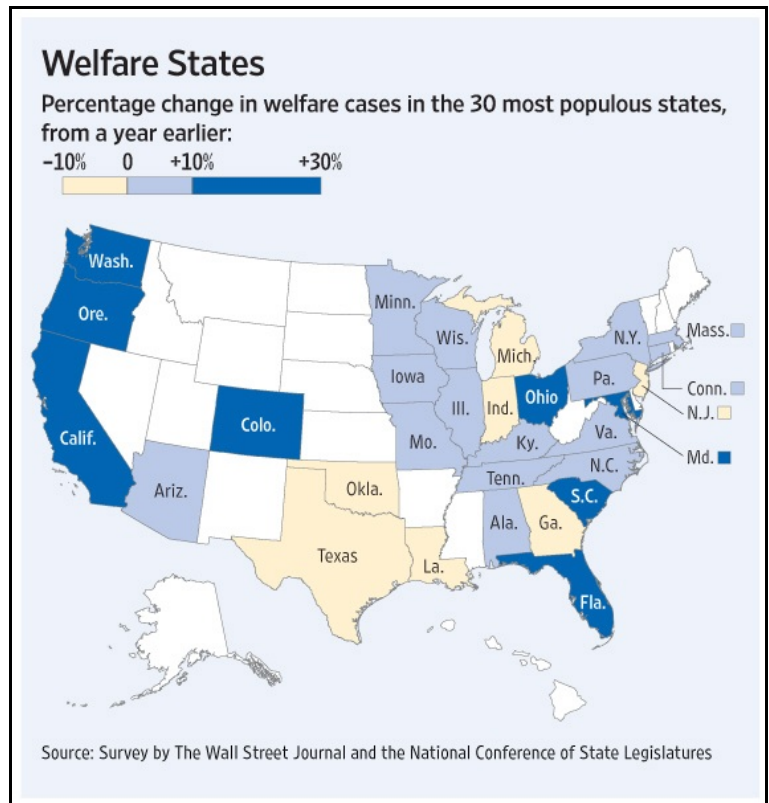 Welfare States
Percentage change in welfare cases in the 30 most populous states,
from a year earlier:
–10% 0 +10% +30%
Wash.
Ore.
Calif.
Colo.
Ariz.
Minn.
Wis.
Iowa
Ill.
Mo.
Mich.
Ind.
Ohio
Ky.
Tenn.
N.Y.
Pa.
Va.
N.C.
S.C.
Ala.
Ga.
Fla.
Okla.
Texas
La.
Mass.
Conn.
N.J.
Md.
Source: Survey by The Wall Street Journal and the National Conference of State Legislatures